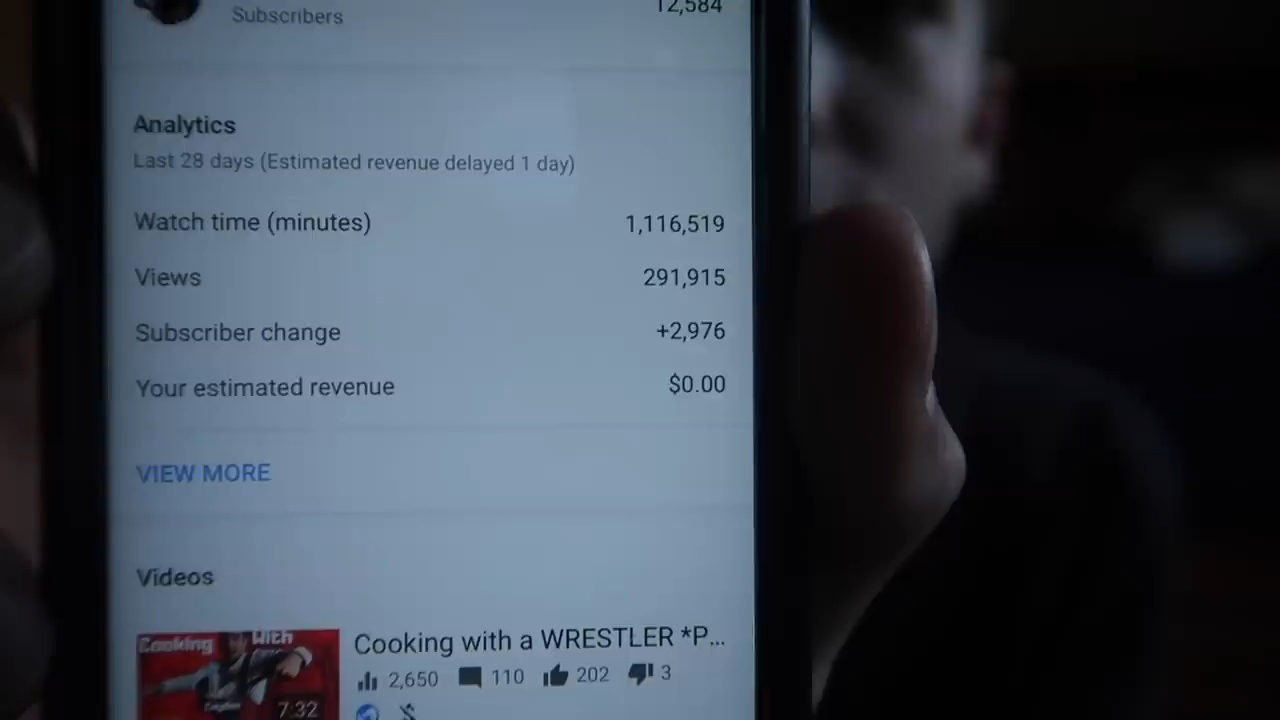 Subscribers 12,584
Analytics
Last 28 days (Estimated revenue delayed 1 day)
Watch time (minutes) 1,116,519
Views 291,915
Subscriber change +2,976
Your estimated revenue $0.00
VIEW MORE
Videos
Cooking With
Cooking with a WRESTLER *P...
2,650 110 202 3
7:32